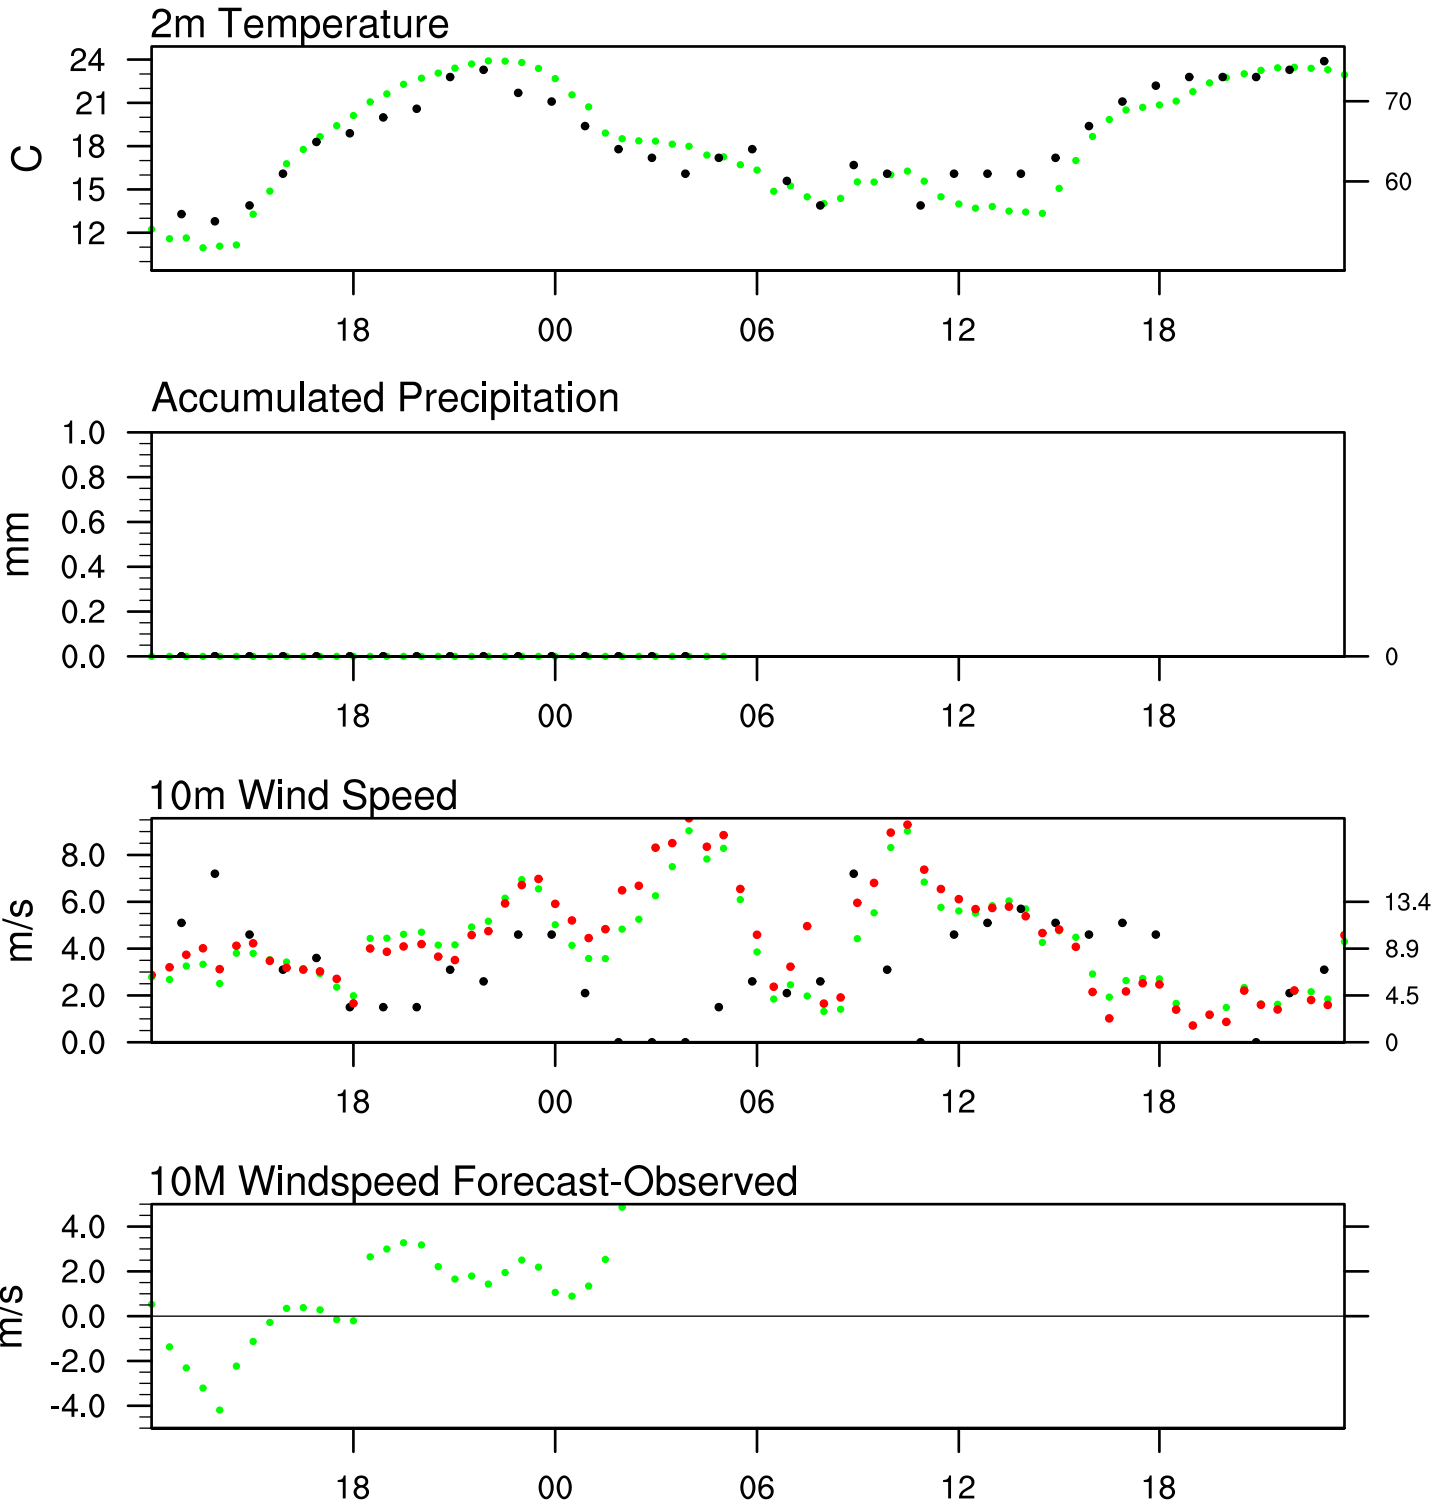 2m Temperature
24
21
18
15
12
C
70
60
18 00 06 12 18
Accumulated Precipitation
1.0
0.8
0.6
0.4
0.2
0.0
mm
0
18 00 06 12 18
10m Wind Speed
8.0
6.0
4.0
2.0
0.0
m/s
13.4
8.9
4.5
0
18 00 06 12 18
10M Windspeed Forecast-Observed
4.0
2.0
0.0
-2.0
-4.0
m/s
18 00 06 12 18